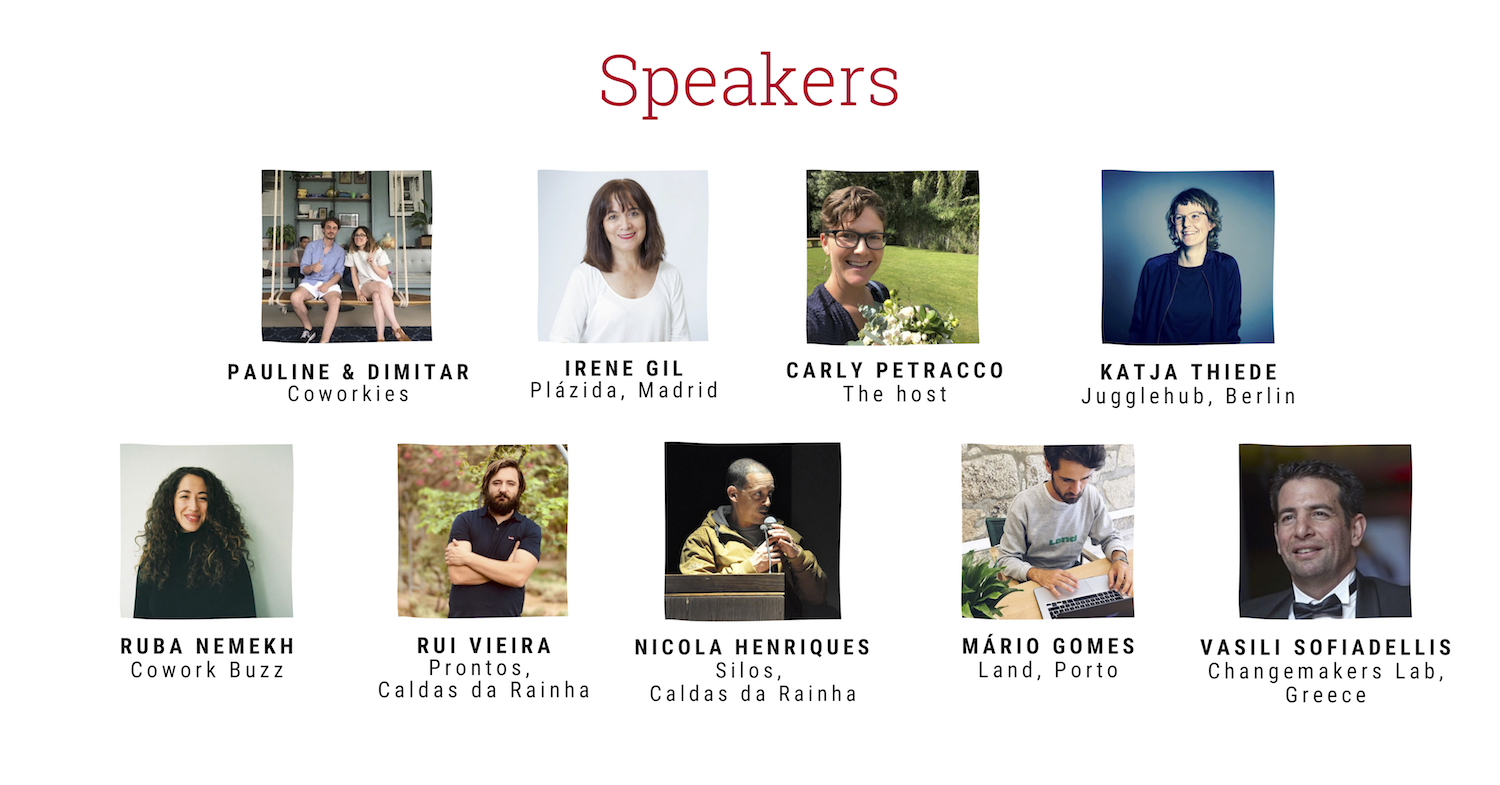 Speakers
PAULINE & DIMITAR
Coworkies
IRENE GIL
Plázida, Madrid
CARLY PETRACCO
The host
KATJA THIEDE
Jugglehub, Berlin
RUBA NEMEKH
Cowork Buzz
RUI VIEIRA
Prontos,
Caldas da Rainha
NICOLA HENRIQUES
Silos,
Caldas da Rainha
Land
MÁRIO GOMES
Land, Porto
VASILI SOFIADELLIS
Changemakers Lab,
Greece